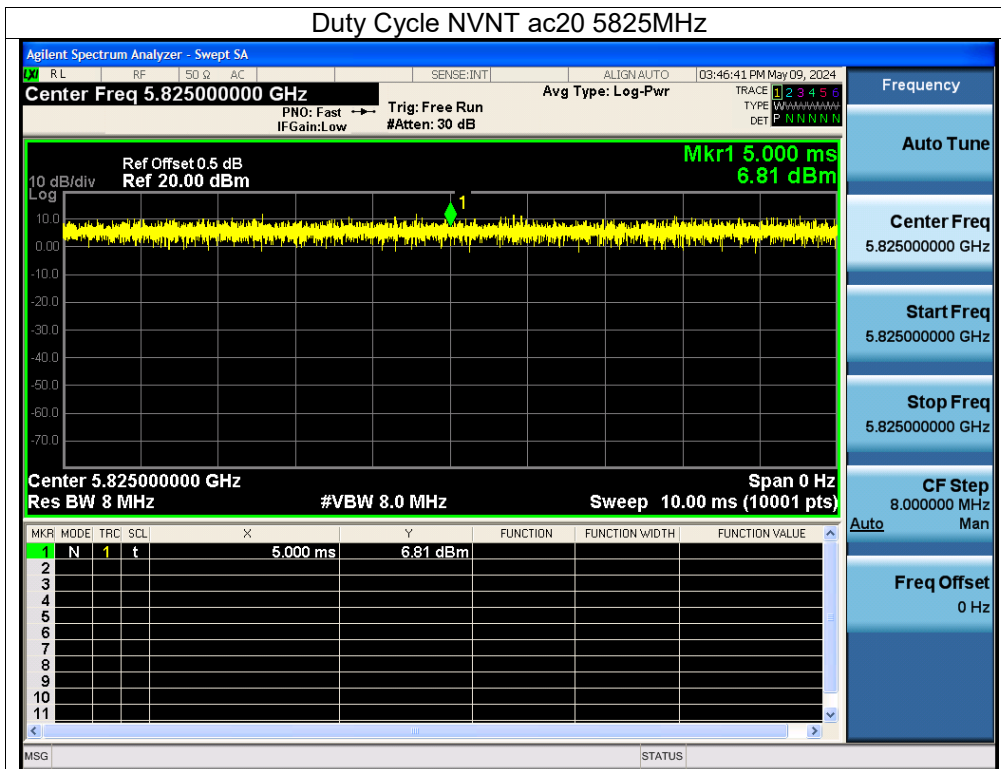 Duty Cycle NVNT ac20 5825MHz
Agilent Spectrum Analyzer - Swept SA
LXI RL RF 50 Ω AC SENSE:INT ALIGN AUTO 03:46:41 PM May 09, 2024
Center Freq 5.825000000 GHz Avg Type: Log-Pwr TRACE 1 2 3 4 5 6
PNO: Fast Trig: Free Run TYPE WWWWWW
IFGain:Low #Atten: 30 dB DET P N N N N N
Frequency
Mkr1 5.000 ms
6.81 dBm
Ref Offset 0.5 dB
10 dB/div Ref 20.00 dBm
Log
1
10.0
0.00
-10.0
-20.0
-30.0
-40.0
-50.0
-60.0
-70.0
Center 5.825000000 GHz Span 0 Hz
Res BW 8 MHz #VBW 8.0 MHz Sweep 10.00 ms (10001 pts)
MKR MODE TRC SCL X Y FUNCTION FUNCTION WIDTH FUNCTION VALUE
1 N 1 t 5.000 ms 6.81 dBm
2
3
4
5
6
7
8
9
10
11
MSG STATUS
Auto Tune
Center Freq
5.825000000 GHz
Start Freq
5.825000000 GHz
Stop Freq
5.825000000 GHz
CF Step
8.000000 MHz
Auto Man
Freq Offset
0 Hz